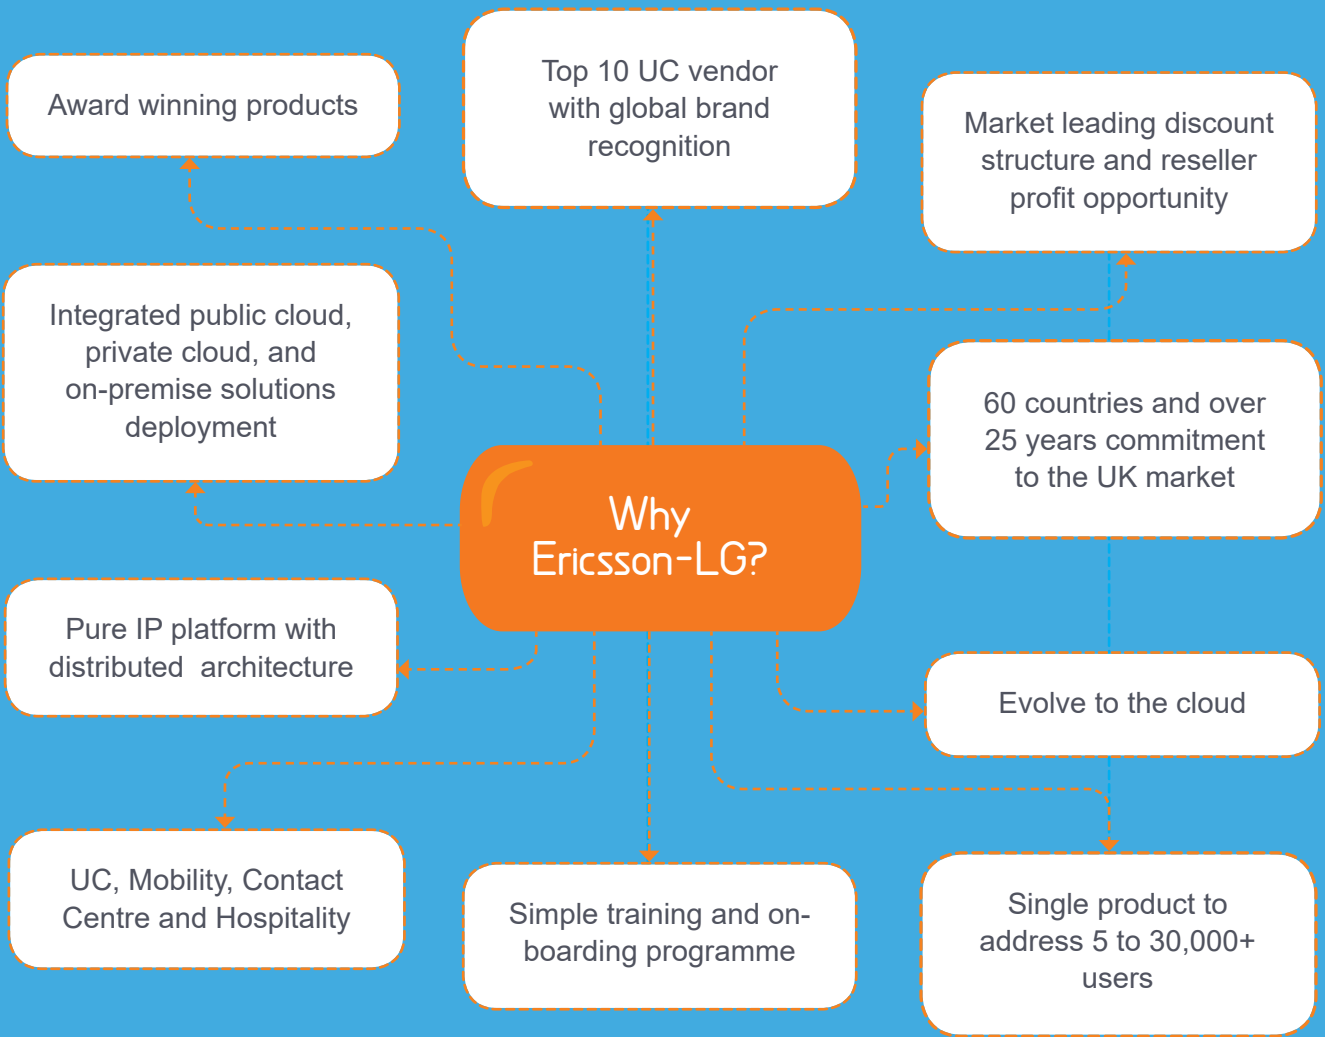 Award winning products
Top 10 UC vendor
with global brand
recognition
Market leading discount
structure and reseller
profit opportunity
Integrated public cloud,
private cloud, and
on-premise solutions
deployment
60 countries and over
25 years commitment
to the UK market
Why
Ericsson-LG?
Pure IP platform with
distributed  architecture
Evolve to the cloud
UC, Mobility, Contact
Centre and Hospitality
Simple training and on-
boarding programme
Single product to
address 5 to 30,000+
users